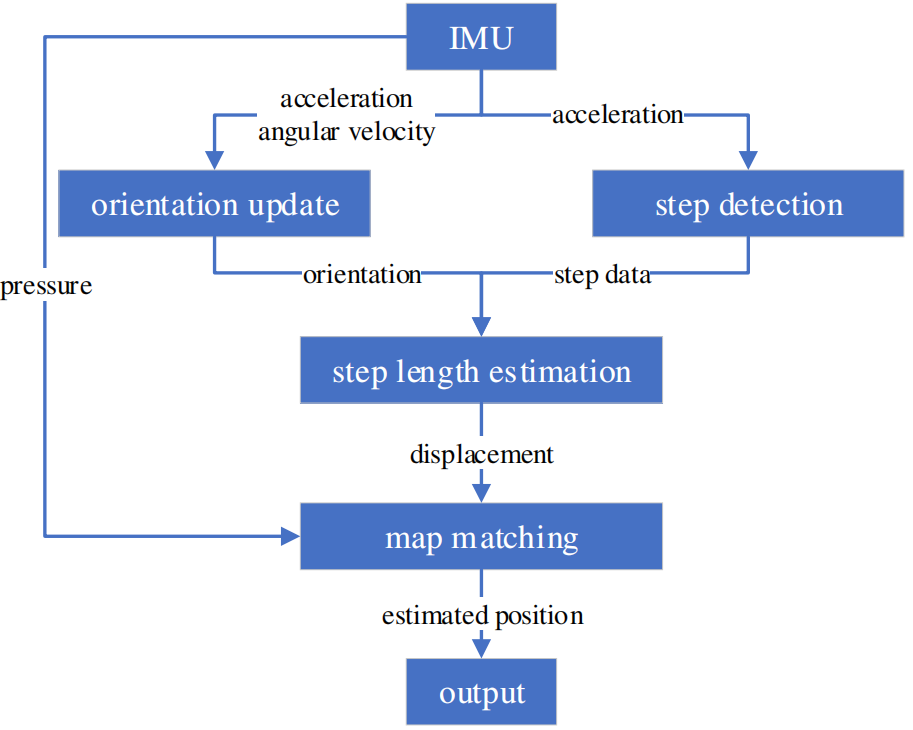 IMU
acceleration
angular velocity
acceleration
orientation update
step detection
pressure
orientation
step data
step length estimation
displacement
map matching
estimated position
output